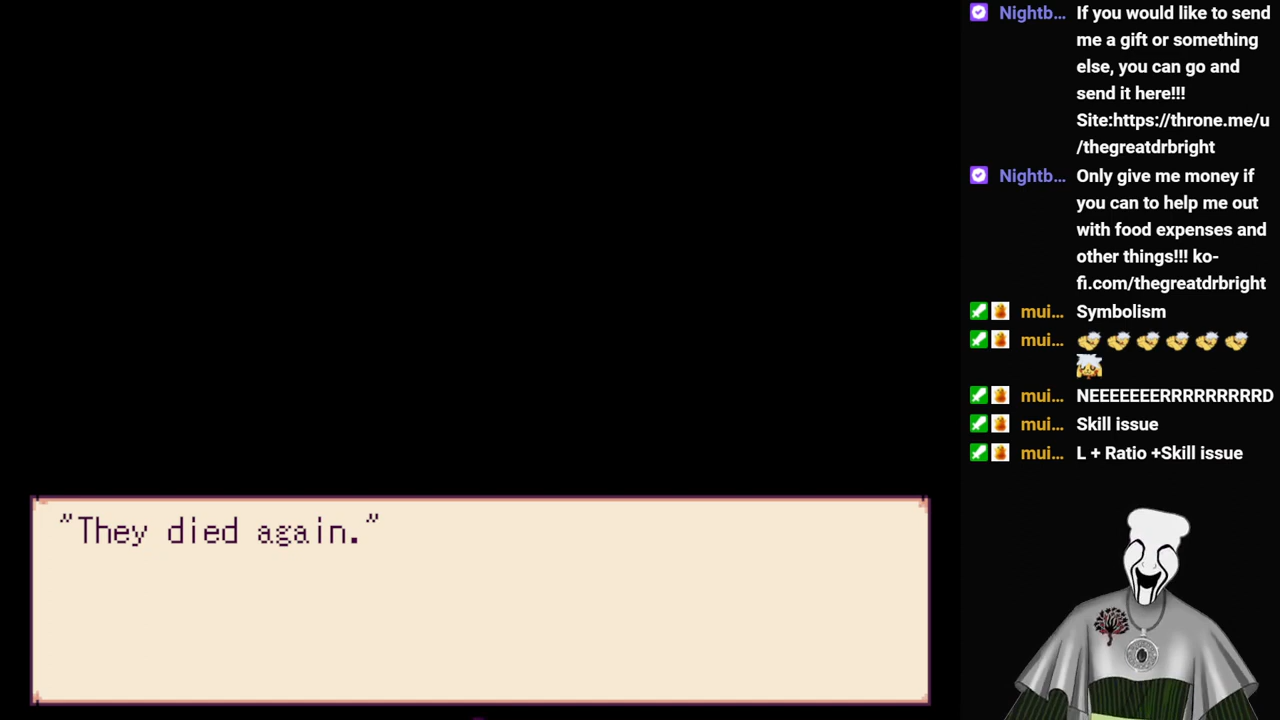 Nightb... If you would like to send
me a gift or something
else, you can go and
send it here!!!
Site:https://throne.me/u
/thegreatdrbright
Nightb... Only give me money if
you can to help me out
with food expenses and
other things!!! ko-
fi.com/thegreatdrbright
mui... Symbolism
mui...
mui... NEEEEEEERRRRRRRRRD
mui... Skill issue
mui... L + Ratio +Skill issue
"They died again."